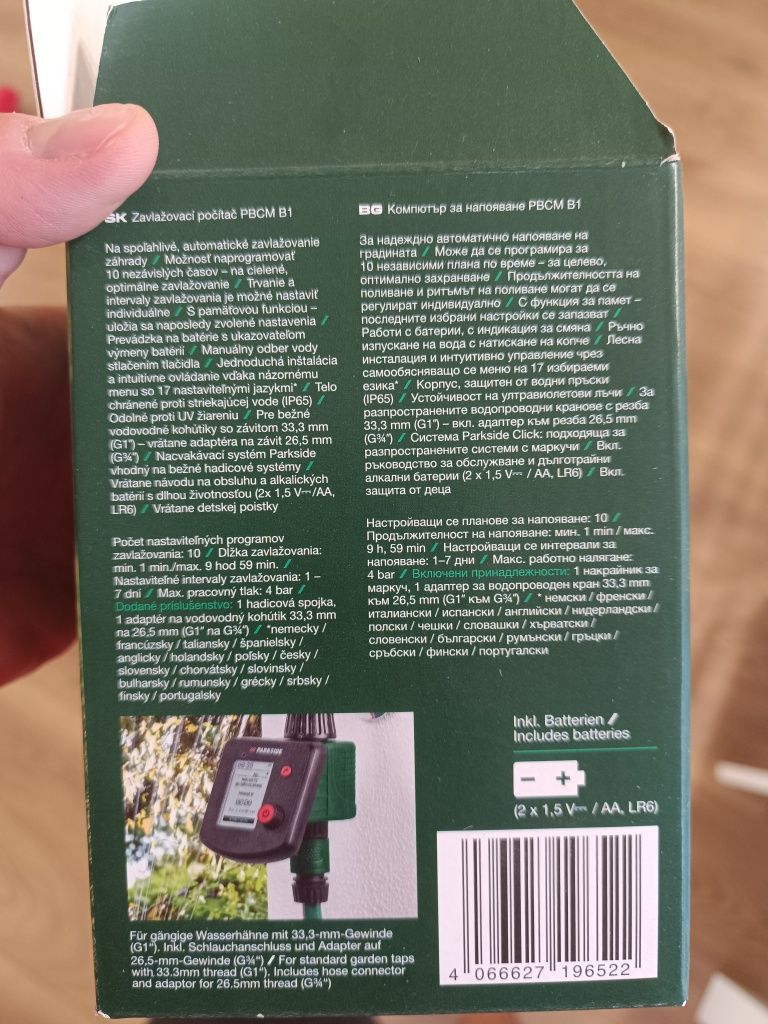 SK Zavlažovací počítač PBCM B1
Na spoľahlivé, automatické zavlažovanie
záhrady / Možnosť naprogramovať
10 nezávislých časov – na cielené,
optimálne zavlažovanie / Trvanie a
intervaly zavlažovania je možné nastaviť
individuálne / S pamäťovou funkciou –
uložia sa naposledy zvolené nastavenia /
Prevádzka na batérie s ukazovateľom
výmeny batérií / Manuálny odber vody
stlačením tlačidla / Jednoduchá inštalácia
a intuitívne ovládanie vďaka názornému
menu so 17 nastaviteľnými jazykmi* / Telo
chránené proti striekajúcej vode (IP65) /
Odolné proti UV žiareniu / Pre bežné
vodovodné kohútiky so závitom 33,3 mm
(G1") – vrátane adaptéra na závit 26,5 mm
(G¾") / Nacvakávací systém Parkside
vhodný na bežné hadicové systémy /
Vrátane návodu na obsluhu a alkalických
batérií s dlhou životnosťou (2x 1,5 V⎓/AA,
LR6) / Vrátane detskej poistky
Počet nastaviteľných programov
zavlažovania: 10 / Dĺžka zavlažovania:
min. 1 min./max. 9 hod 59 min. /
Nastaviteľné intervaly zavlažovania: 1 –
7 dní / Max. pracovný tlak: 4 bar /
Dodané príslušenstvo: 1 hadicová spojka,
1 adaptér na vodovodný kohútik 33,3 mm
na 26,5 mm (G1" na G¾") / *nemecky /
francúzsky / taliansky / španielsky /
anglicky / holandsky / poľsky / česky /
slovensky / chorvátsky / slovinsky /
bulharsky / rumunsky / grécky / srbsky /
fínsky / portugalsky
BG Компютър за напояване PBCM B1
За надеждно автоматично напояване на
градината / Може да се програмира за
10 независими плана по време – за целево,
оптимално захранване / Продължителността на
поливане и ритъмът на поливане могат да се
регулират индивидуално / С функция за памет –
последните избрани настройки се запазват /
Работи с батерии, с индикация за смяна / Ръчно
изпускане на вода с натискане на копче / Лесна
инсталация и интуитивно управление чрез
самообясняващо се меню на 17 избираеми
езика* / Корпус, защитен от водни пръски
(IP65) / Устойчивост на ултравиолетови лъчи / За
разпространените водопроводни кранове с резба
33,3 mm (G1") – вкл. адаптер към резба 26,5 mm
(G¾") / Система Parkside Click: подходяща за
разпространените системи с маркучи / Вкл.
ръководство за обслужване и дълготрайни
алкални батерии (2 x 1,5 V⎓ / AA, LR6) / Вкл.
защита от деца
Настройващи се планове за напояване: 10 /
Продължителност на напояване: мин. 1 min / макс.
9 h, 59 min / Настройващи се интервали за
напояване: 1–7 дни / Макс. работно налягане:
4 bar / Включени принадлежности: 1 накрайник за
маркуч, 1 адаптер за водопроводен кран 33,3 mm
към 26,5 mm (G1" към G¾") / * немски / френски /
италиански / испански / английски / нидерландски /
полски / чешки / словашки / хърватски /
словенски / български / румънски / гръцки /
сръбски / фински / португалски
PARKSIDE
Inkl. Batterien /
Includes batteries
(2 x 1,5 V⎓ / AA, LR6)
Für gängige Wasserhähne mit 33,3-mm-Gewinde
(G1"). Inkl. Schlauchanschluss und Adapter auf
26,5-mm-Gewinde (G¾") / For standard garden taps
with 33.3mm thread (G1"). Includes hose connector
and adaptor for 26.5mm thread (G¾")
4 066627 196522